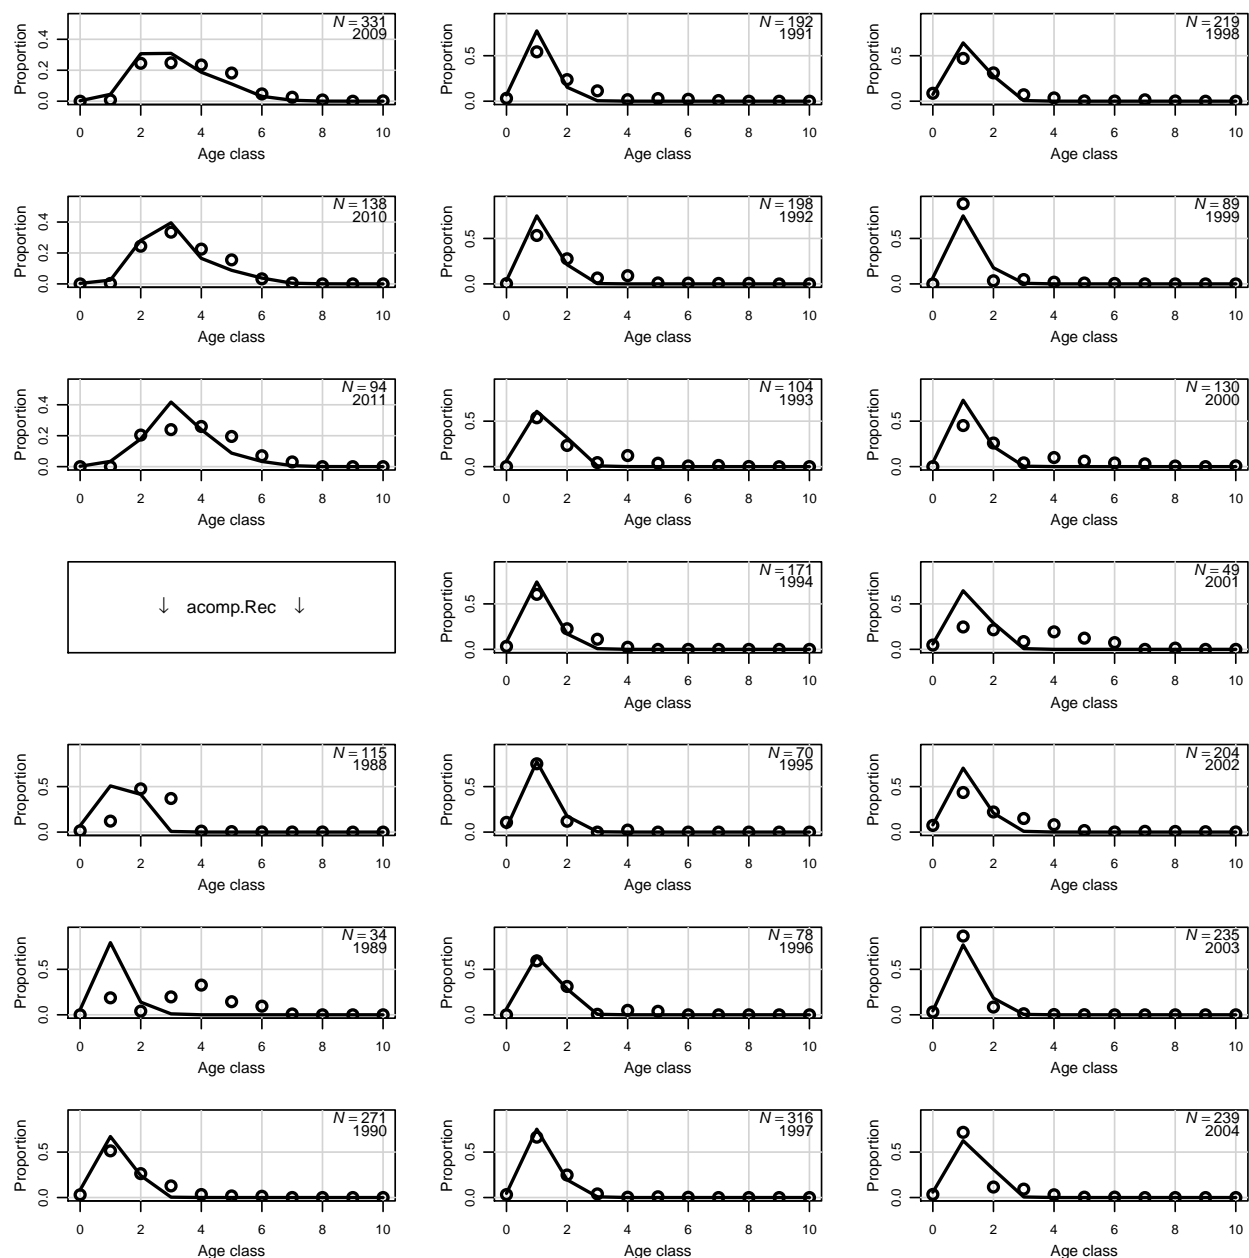 N = 331
2009
Proportion
0.0 0.2 0.4
0 2 4 6 8 10
Age class
N = 138
2010
Proportion
0.0 0.2 0.4
0 2 4 6 8 10
Age class
N = 94
2011
Proportion
0.0 0.2 0.4
0 2 4 6 8 10
Age class
↓ acomp.Rec ↓
N = 115
1988
Proportion
0.0 0.5
0 2 4 6 8 10
Age class
N = 34
1989
Proportion
0.0 0.5
0 2 4 6 8 10
Age class
N = 271
1990
Proportion
0.0 0.5
0 2 4 6 8 10
Age class
N = 192
1991
Proportion
0.0 0.5
0 2 4 6 8 10
Age class
N = 198
1992
Proportion
0.0 0.5
0 2 4 6 8 10
Age class
N = 104
1993
Proportion
0.0 0.5
0 2 4 6 8 10
Age class
N = 171
1994
Proportion
0.0 0.5
0 2 4 6 8 10
Age class
N = 70
1995
Proportion
0.0 0.5
0 2 4 6 8 10
Age class
N = 78
1996
Proportion
0.0 0.5
0 2 4 6 8 10
Age class
N = 316
1997
Proportion
0.0 0.5
0 2 4 6 8 10
Age class
N = 219
1998
Proportion
0.0 0.5
0 2 4 6 8 10
Age class
N = 89
1999
Proportion
0.0 0.5
0 2 4 6 8 10
Age class
N = 130
2000
Proportion
0.0 0.5
0 2 4 6 8 10
Age class
N = 49
2001
Proportion
0.0 0.5
0 2 4 6 8 10
Age class
N = 204
2002
Proportion
0.0 0.5
0 2 4 6 8 10
Age class
N = 235
2003
Proportion
0.0 0.5
0 2 4 6 8 10
Age class
N = 239
2004
Proportion
0.0 0.5
0 2 4 6 8 10
Age class